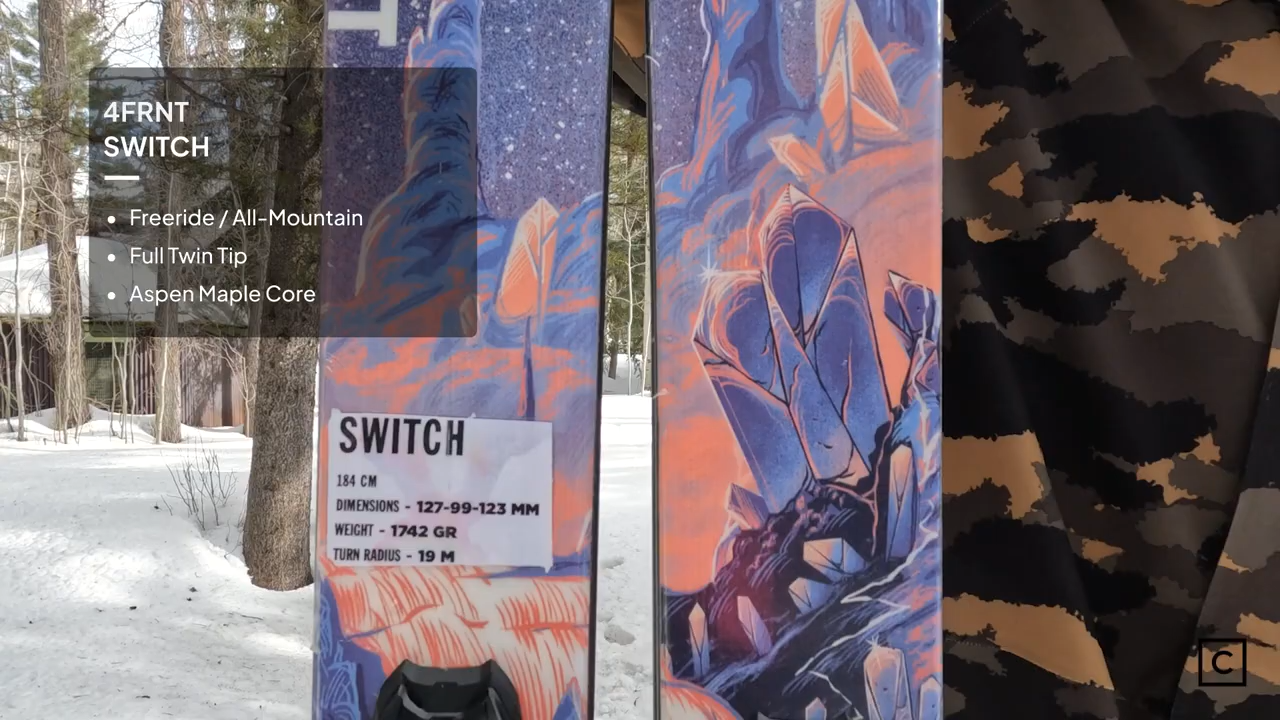 4FRNT
SWITCH
• Freeride / All-Mountain
• Full Twin Tip
• Aspen Maple Core
SWITCH
184 CM
DIMENSIONS - 127-99-123 MM
WEIGHT - 1742 GR
TURN RADIUS - 19 M
C